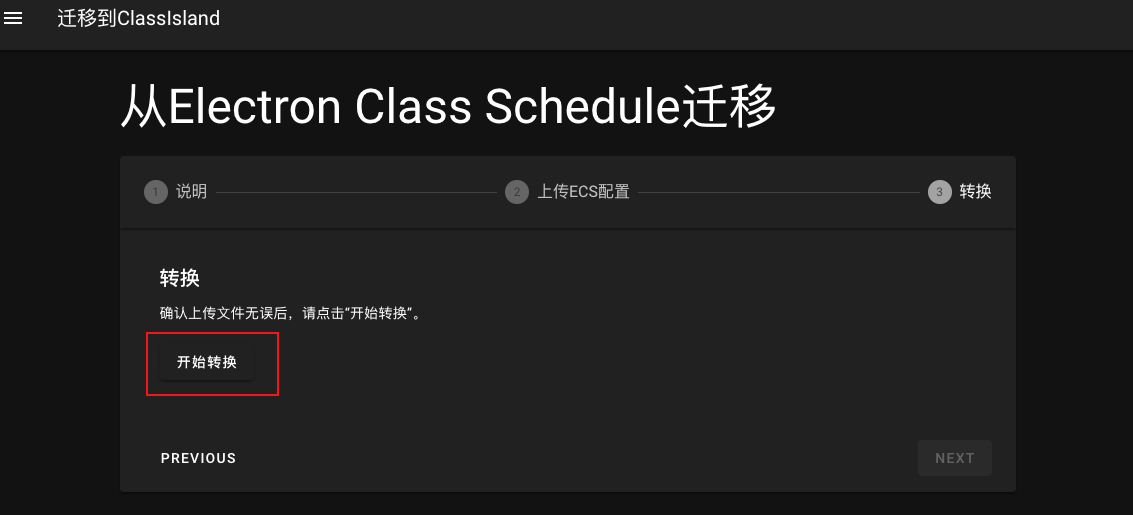 迁移到ClassIsland
从Electron Class Schedule迁移
1 说明 2 上传ECS配置 3 转换
转换
确认上传文件无误后，请点击"开始转换"。
开始转换
PREVIOUS NEXT